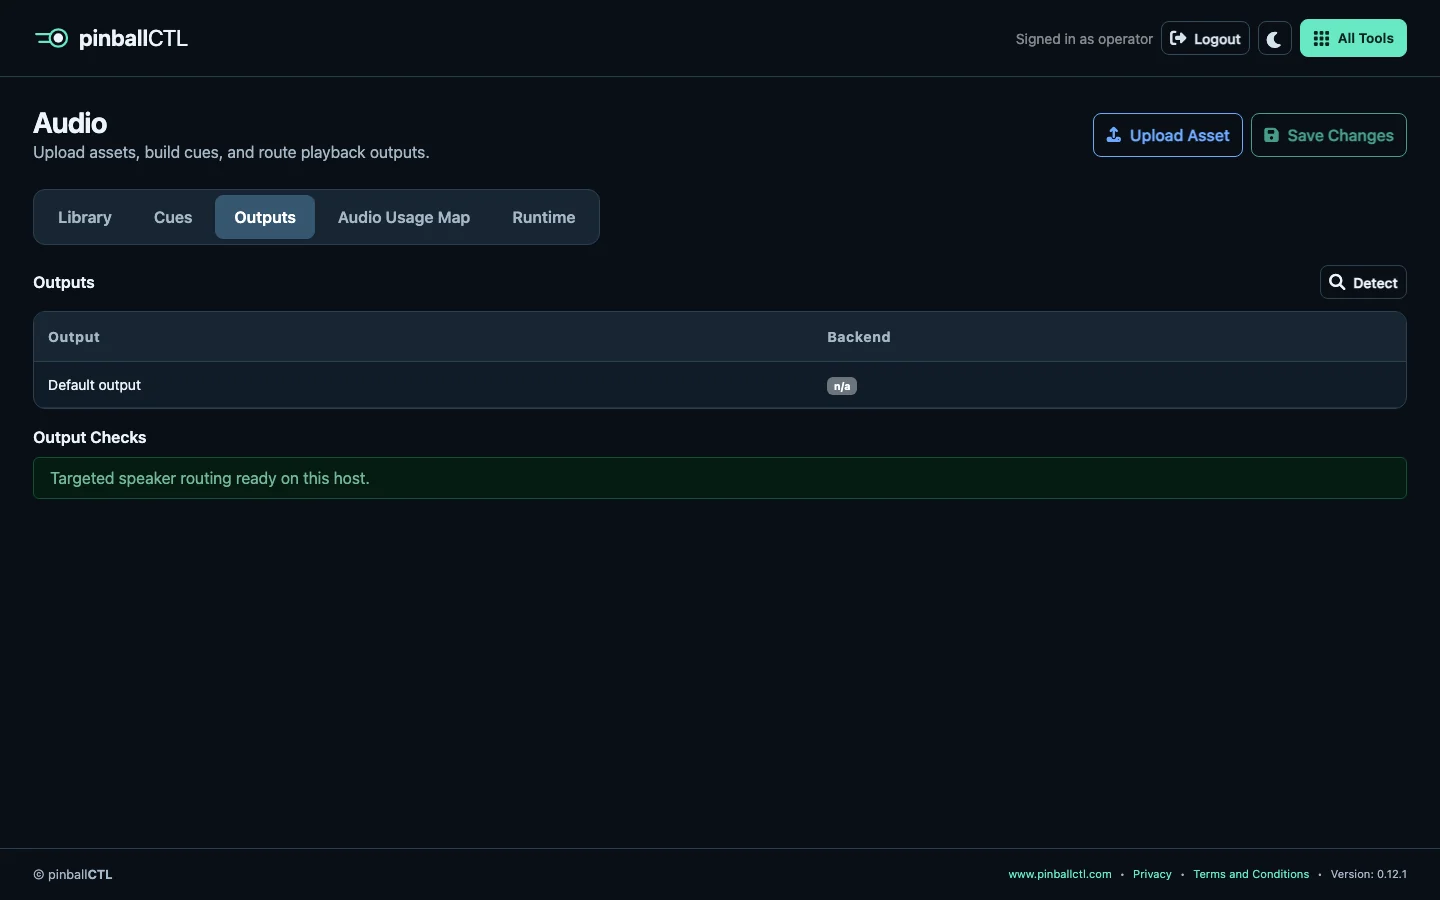 pinballCTL
Signed in as operator
Logout
All Tools
Audio
Upload assets, build cues, and route playback outputs.
Upload Asset
Save Changes
Library
Cues
Outputs
Audio Usage Map
Runtime
Outputs
Detect
Output
Backend
Default output
n/a
Output Checks
Targeted speaker routing ready on this host.
© pinballCTL
www.pinballctl.com • Privacy • Terms and Conditions • Version: 0.12.1